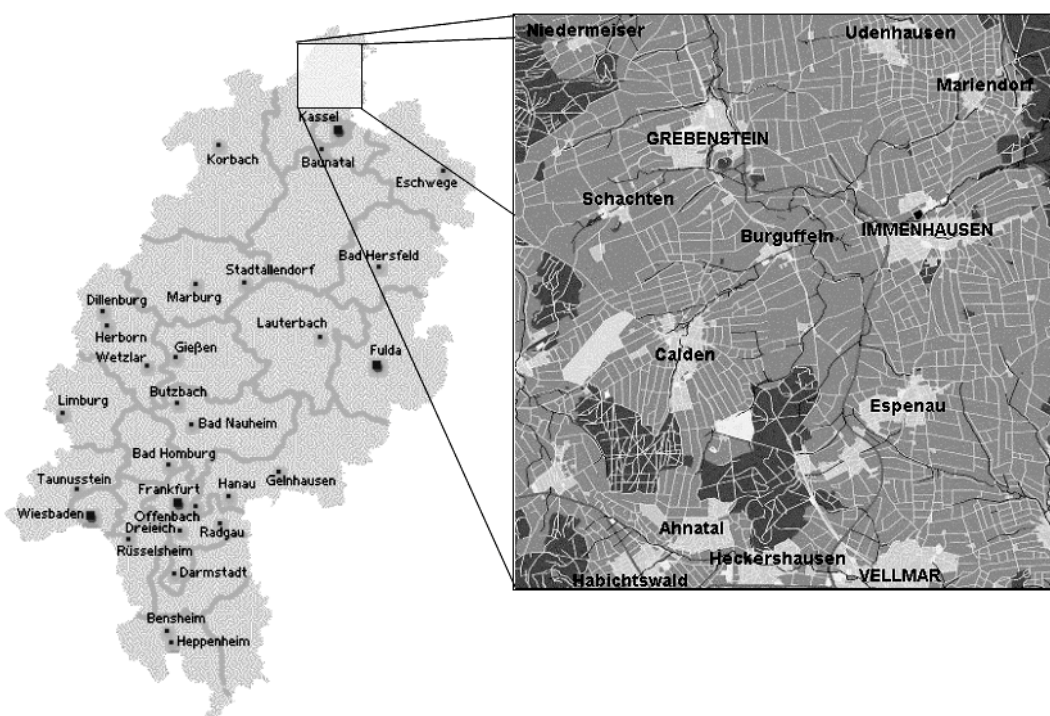 Kassel
Korbach
Baunatal
Eschwege
Bad Hersfeld
Stadtallendorf
Marburg
Dillenburg
Herborn
Lauterbach
Gießen
Wetzlar
Fulda
Butzbach
Limburg
Bad Nauheim
Bad Homburg
Taunusstein
Frankfurt
Hanau
Gelnhausen
Wiesbaden
Offenbach
Dreieich
Radgau
Rüsselsheim
Darmstadt
Bensheim
Heppenheim
Niedermeiser
Udenhausen
Mariendorf
GREBENSTEIN
Schachten
Burguffeln
IMMENHAUSEN
Calden
Espenau
Ahnatal
Heckershausen
Habichtswald
VELLMAR